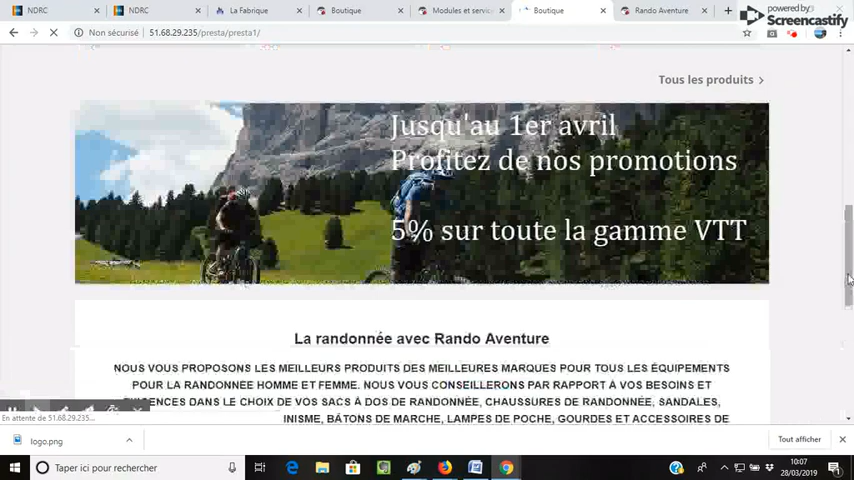 NDRC
NDRC
La Fabrique
Boutique
Modules et service
Boutique
Rando Aventure
powered by
Screencastify
Non sécurisé
51.68.29.235/presta/presta1/
Tous les produits
Jusqu'au 1er avril
Profitez de nos promotions
5% sur toute la gamme VTT
La randonnée avec Rando Aventure
NOUS VOUS PROPOSONS LES MEILLEURS PRODUITS DES MEILLEURES MARQUES POUR TOUS LES ÉQUIPEMENTS
POUR LA RANDONNÉE HOMME ET FEMME. NOUS VOUS CONSEILLERONS PAR RAPPORT À VOS BESOINS ET
DANS LE CHOIX DE VOS SACS À DOS DE RANDONNÉE, CHAUSSURES DE RANDONNÉE, SANDALES,
BÂTONS DE MARCHE, LAMPES DE POCHE, GOURDES ET ACCESSOIRES DE
En attente de 51.68.29.235...
logo.png
Tout afficher
Taper ici pour rechercher
10:07
28/03/2019